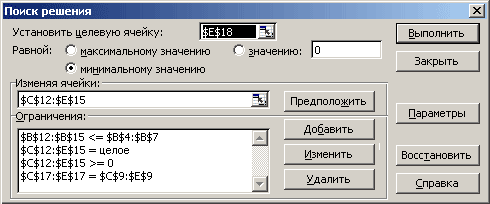 Поиск решения
Установить целевую ячейку: $E$18 Выполнить
Равной: максимальному значению значению: 0 Закрыть
минимальному значению
Изменяя ячейки:
$C$12:$E$15 Предположить
Ограничения: Параметры
$B$12:$B$15 <= $B$4:$B$7 Добавить
$C$12:$E$15 = целое
$C$12:$E$15 >= 0 Изменить Восстановить
$C$17:$E$17 = $C$9:$E$9
Удалить Справка